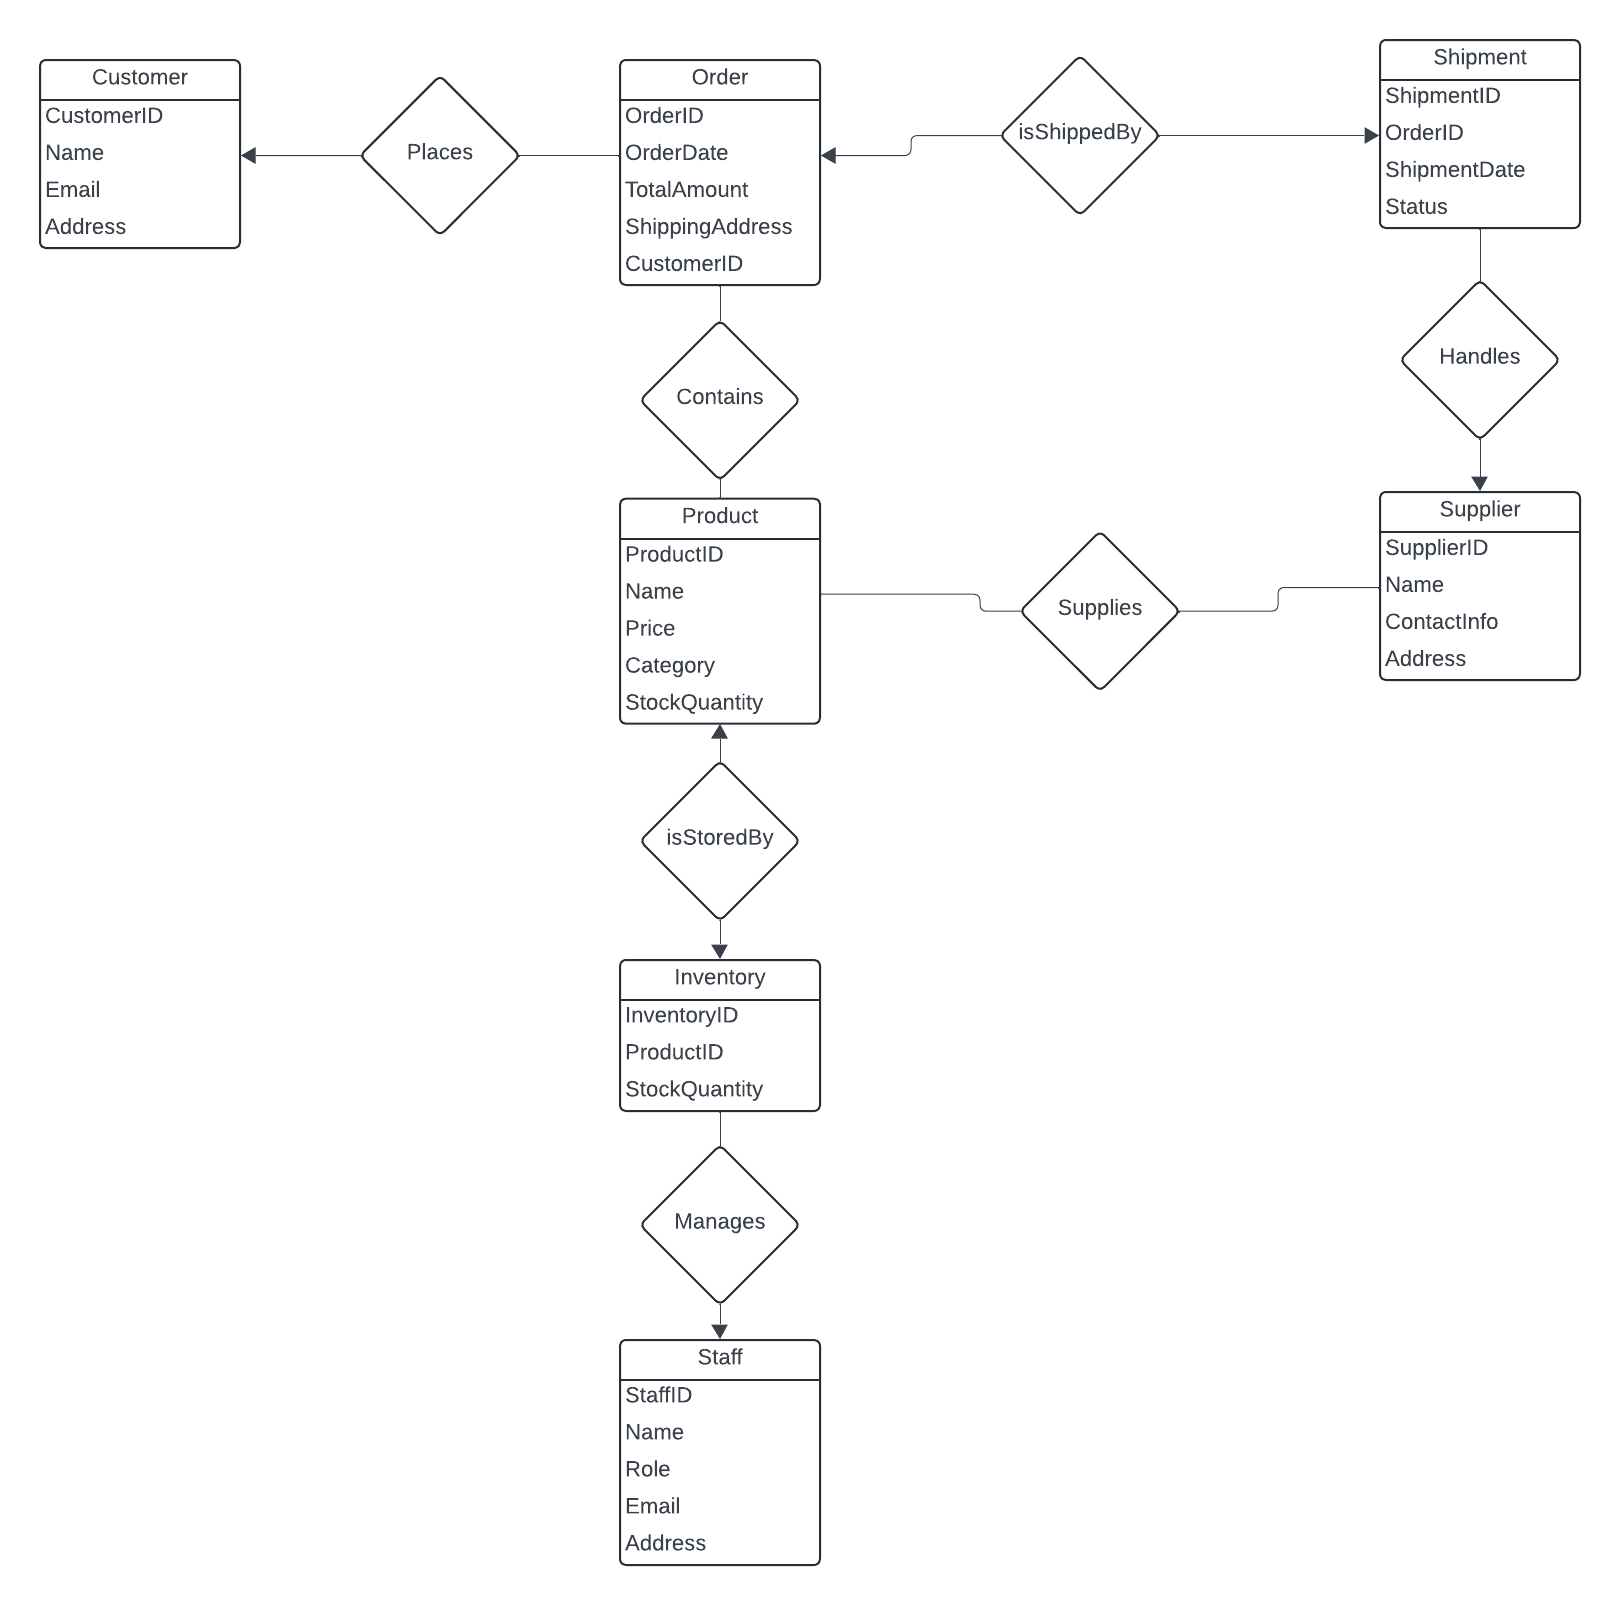 Customer
CustomerID
Name
Email
Address
Places
Order
OrderID
OrderDate
TotalAmount
ShippingAddress
CustomerID
isShippedBy
Shipment
ShipmentID
OrderID
ShipmentDate
Status
Contains
Handles
Product
ProductID
Name
Price
Category
StockQuantity
Supplies
Supplier
SupplierID
Name
ContactInfo
Address
isStoredBy
Inventory
InventoryID
ProductID
StockQuantity
Manages
Staff
StaffID
Name
Role
Email
Address